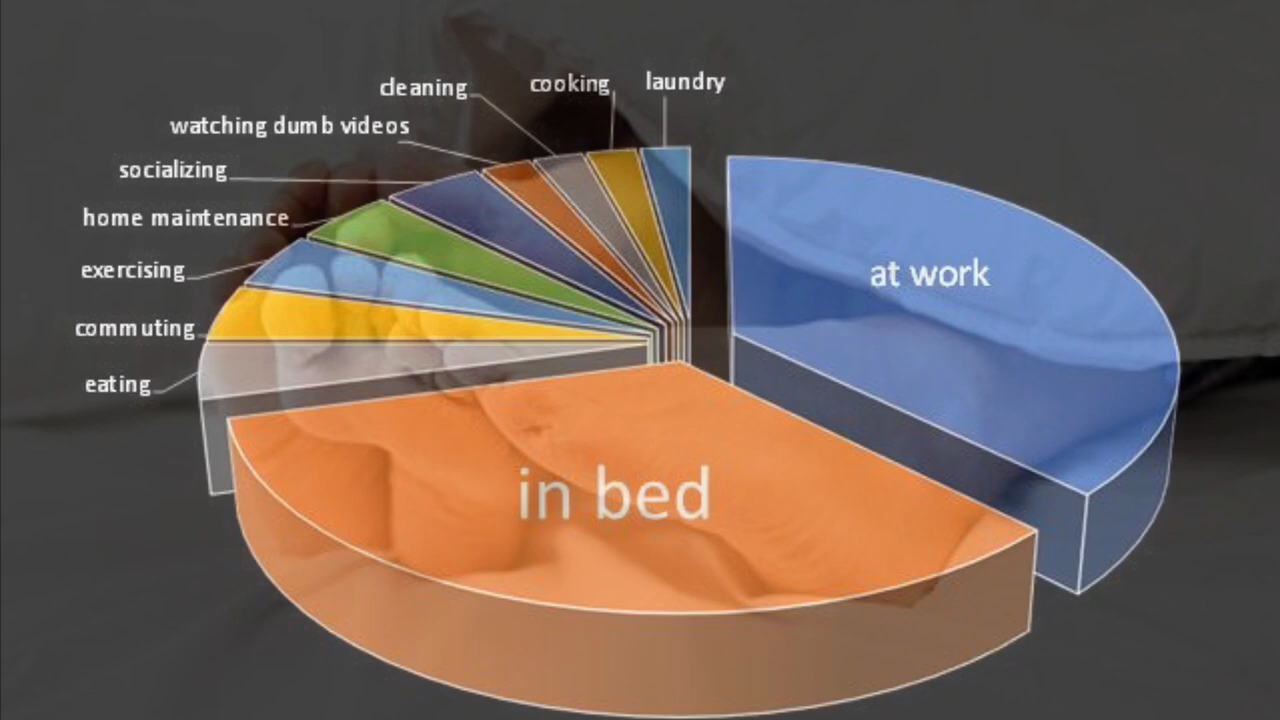 cleaning
cooking
laundry
watching dumb videos
socializing
home maintenance
exercising
commuting
eating
at work
in bed